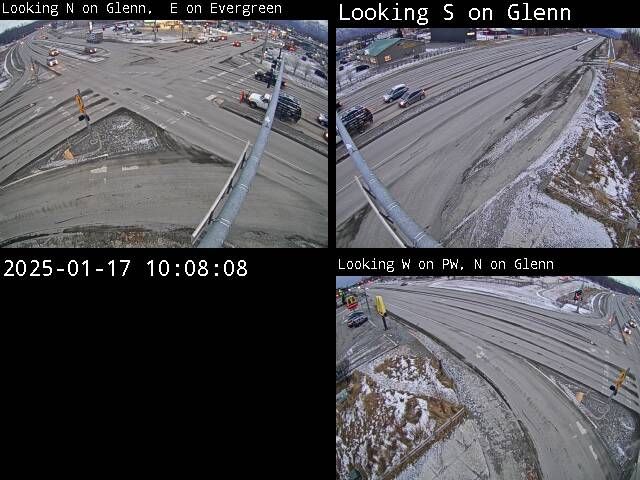 Looking N on Glenn,  E on Evergreen
Looking S on Glenn
2025-01-17 10:08:08
Looking W on PW, N on Glenn